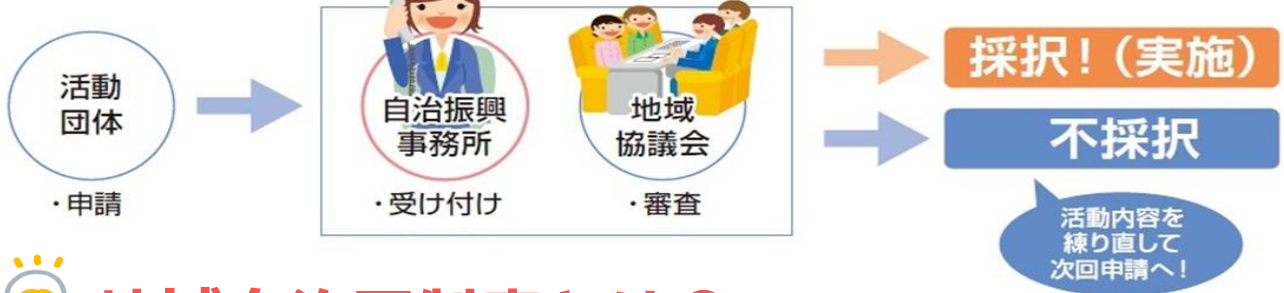 活動
団体
・申請
自治振興
事務所
・受け付け
地域
協議会
・審査
採択！（実施）
不採択
活動内容を
練り直して
次回申請へ！